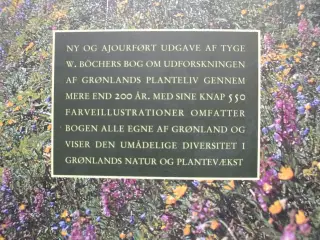 NY OG AJOURFØRT UDGAVE AF TYGE
W. BÖCHERS BOG OM UDFORSKNINGEN
AF GRØNLANDS PLANTELIV GENNEM
MERE END 200 ÅR. MED SINE KNAP 550
FARVEILLUSTRATIONER OMFATTER
BOGEN ALLE EGNE AF GRØNLAND OG
VISER DEN UMÅDELIGE DIVERSITET I
GRØNLANDS NATUR OG PLANTEVÆKST